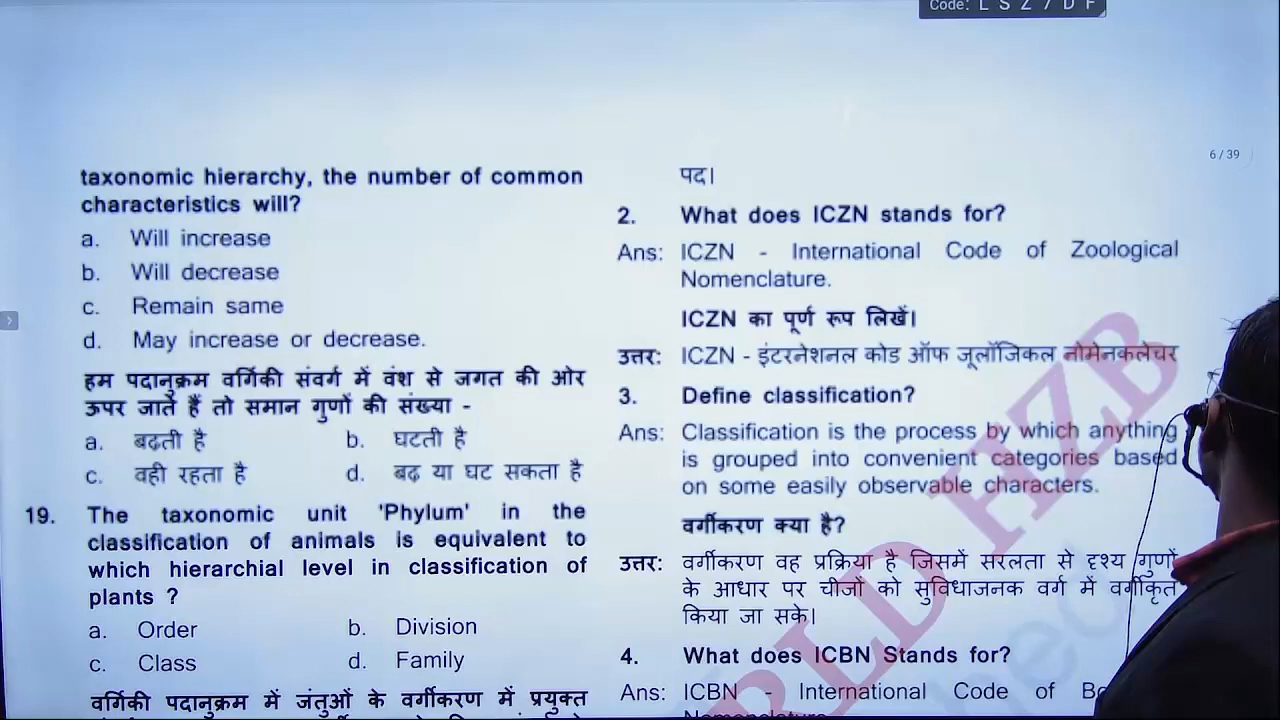 Code: L S Z 7 D F
6 / 39
taxonomic hierarchy, the number of common
characteristics will?
a. Will increase
b. Will decrease
c. Remain same
d. May increase or decrease.
हम पदानुक्रम वर्गिकी संवर्ग में वंश से जगत की ओर
ऊपर जाते हैं तो समान गुणों की संख्या -
a. बढ़ती है b. घटती है
c. वही रहता है d. बढ़ या घट सकता है
19. The taxonomic unit 'Phylum' in the
classification of animals is equivalent to
which hierarchial level in classification of
plants ?
a. Order b. Division
c. Class d. Family
वर्गिकी पदानुक्रम में जंतुओं के वर्गीकरण में प्रयुक्त
पद।
2. What does ICZN stands for?
Ans: ICZN - International Code of Zoological
Nomenclature.
ICZN का पूर्ण रूप लिखें।
उत्तर: ICZN - इंटरनेशनल कोड ऑफ जूलॉजिकल नोमेनकलेचर
3. Define classification?
Ans: Classification is the process by which anything
is grouped into convenient categories based
on some easily observable characters.
वर्गीकरण क्या है?
उत्तर: वर्गीकरण वह प्रक्रिया है जिसमें सरलता से दृश्य गुणों
के आधार पर चीजों को सुविधाजनक वर्ग में वर्गीकृत
किया जा सके।
4. What does ICBN Stands for?
Ans: ICBN - International Code of
Nomenclature
RLD HZB